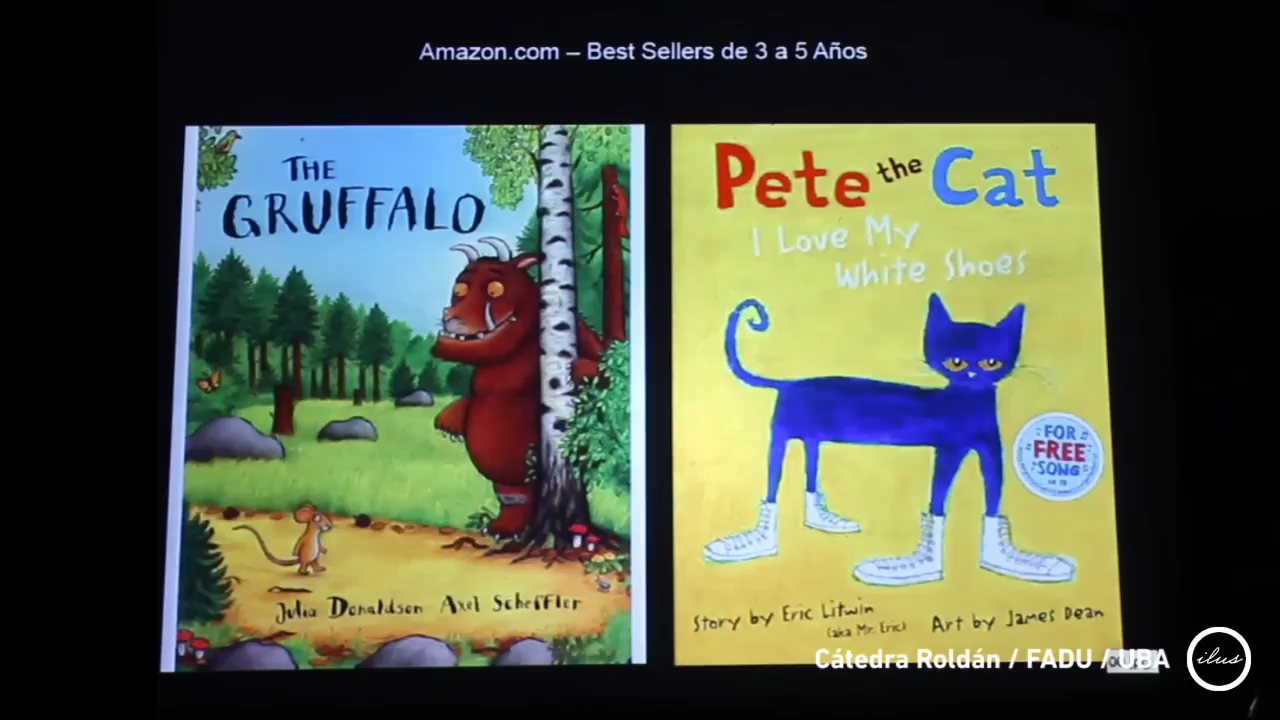 Amazon.com – Best Sellers de 3 a 5 Años
THE
GRUFFALO
Julia Donaldson Axel Scheffler
Pete the Cat
I Love My
White Shoes
FOR
FREE
SONG
Story by Eric Litwin
(aka Mr. Eric)
Art by James Dean
Cátedra Roldán / FADU / UBA
ilus